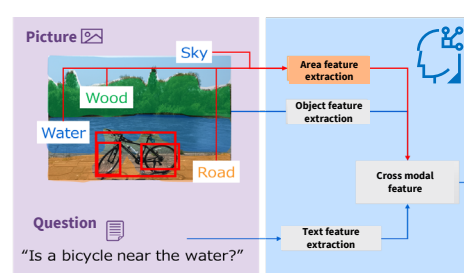 Picture
Sky
Wood
Water
Road
Question
“Is a bicycle near the water?”
Area feature
extraction
Object feature
extraction
Cross modal
feature
Text feature
extraction